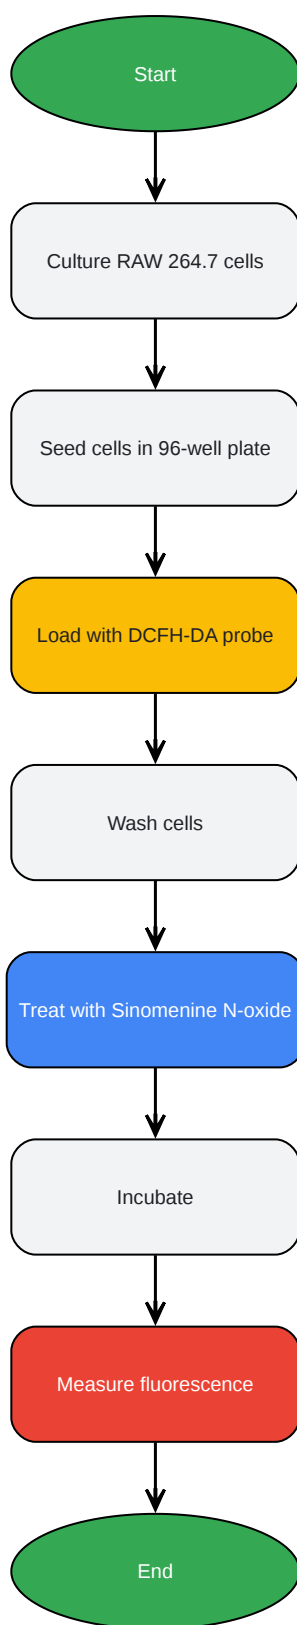 Start
Culture RAW 264.7 cells
Seed cells in 96-well plate
Load with DCFH-DA probe
Wash cells
Treat with Sinomenine N-oxide
Incubate
Measure fluorescence
End